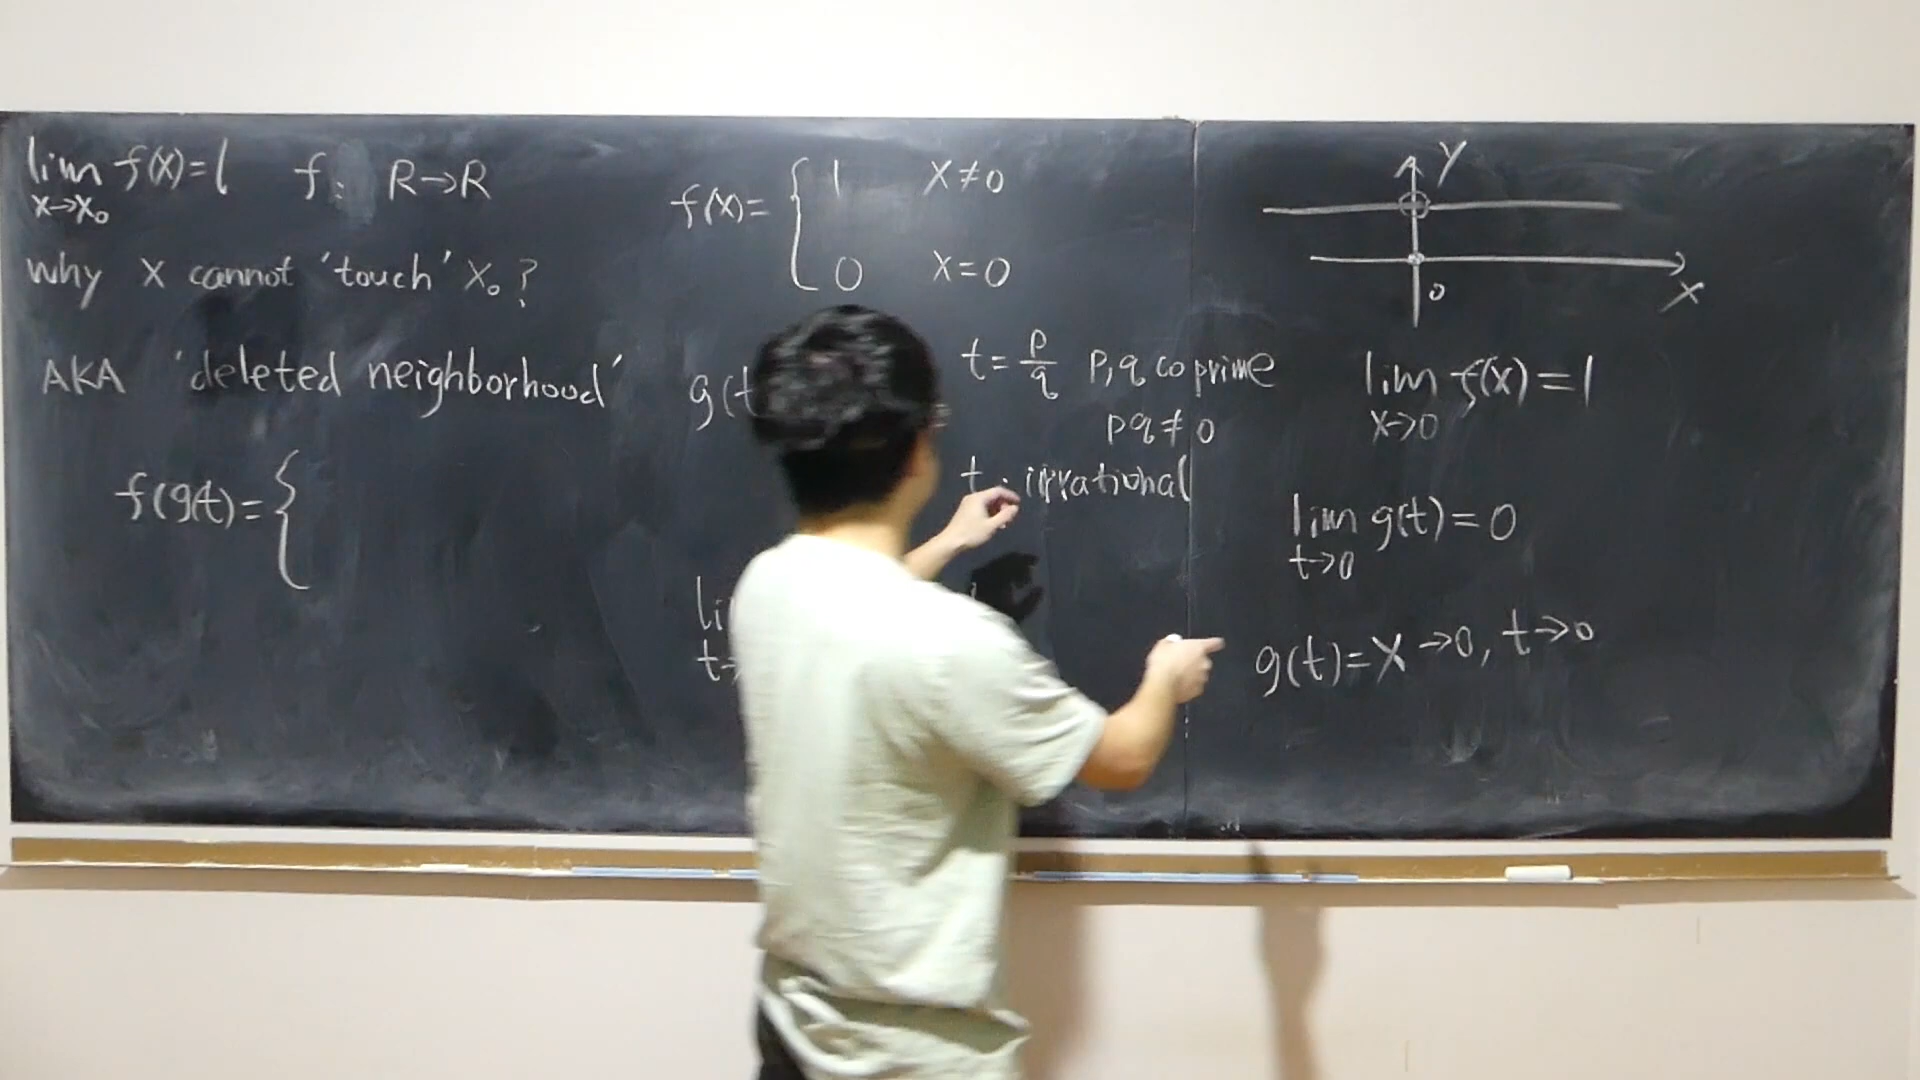 lim f(x)=l f: R→R
x→x₀
why x cannot 'touch' x₀?
AKA 'deleted neighborhood'
f(g(t)={
f(x)={ 1 x≠0
0 x=0
g(t
t=p/q p,q coprime
pq≠0
t: irrational
li
t→
Y
0
X
lim f(x)=1
x→0
lim g(t)=0
t→0
g(t)=x→0, t→0